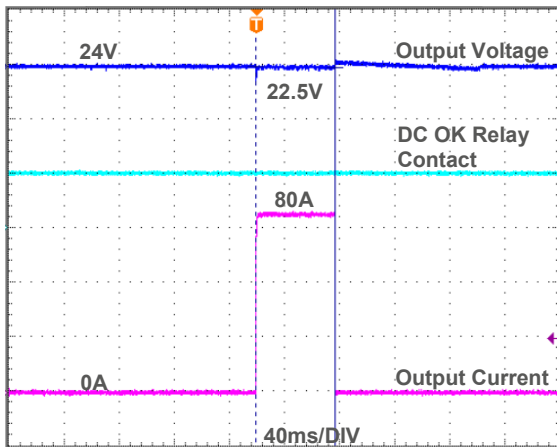 T
24V
Output Voltage
22.5V
DC OK Relay
Contact
80A
0A
Output Current
40ms/DIV